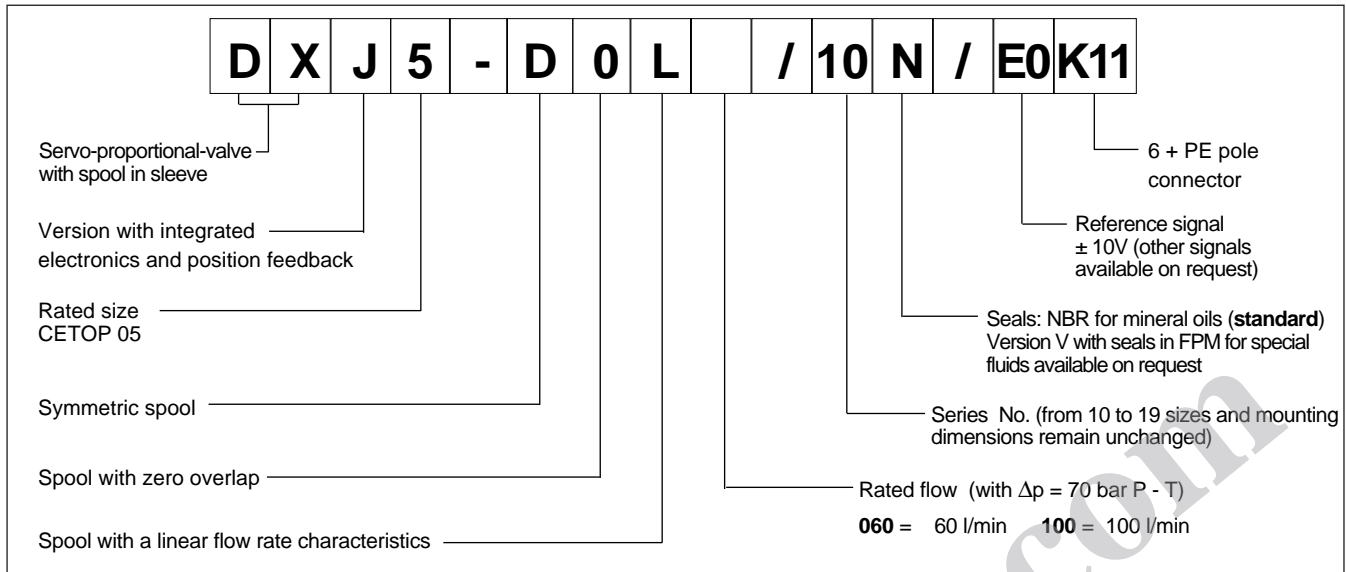 D X J 5 - D 0 L / 10 N / E0 K11
Servo-proportional-valve
with spool in sleeve
Version with integrated
electronics and position feedback
Rated size
CETOP 05
Symmetric spool
Spool with zero overlap
Spool with a linear flow rate characteristics
6 + PE pole
connector
Reference signal
± 10V (other signals
available on request)
Seals: NBR for mineral oils (standard)
Version V with seals in FPM for special
fluids available on request
Series No. (from 10 to 19 sizes and mounting
dimensions remain unchanged)
Rated flow (with Δp = 70 bar P - T)
060 = 60 l/min 100 = 100 l/min
com